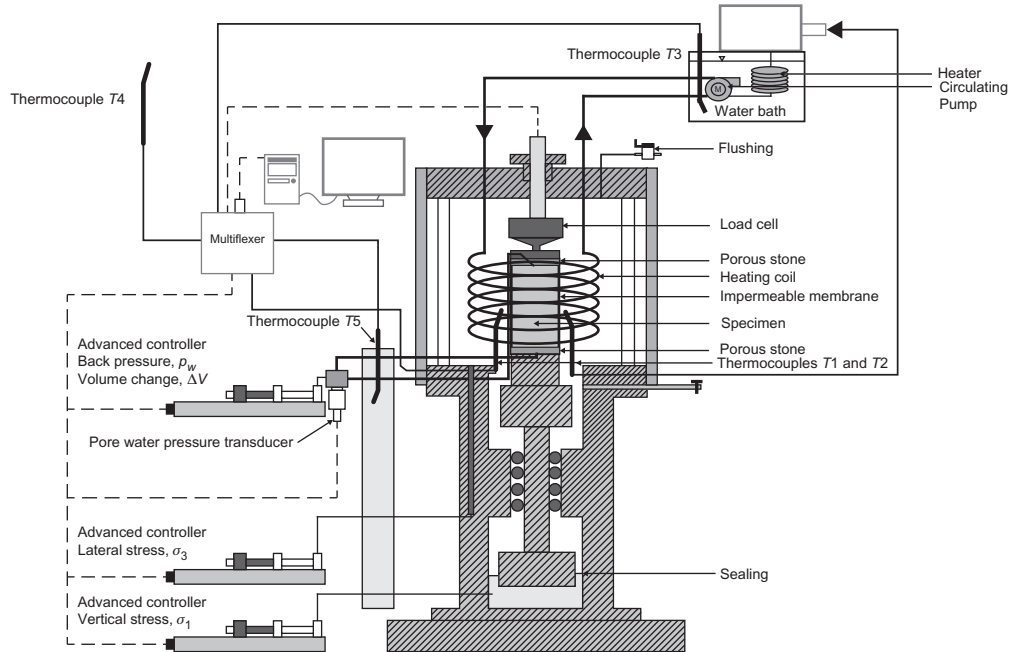 Thermocouple T3
Thermocouple T4
M
Water bath
Heater
Circulating
Pump
Flushing
Multiflexer
Load cell
Porous stone
Heating coil
Impermeable membrane
Specimen
Porous stone
Thermocouples T1 and T2
Thermocouple T5
Advanced controller
Back pressure, p_w
Volume change, ΔV
Pore water pressure transducer
Advanced controller
Lateral stress, σ_3
Sealing
Advanced controller
Vertical stress, σ_1